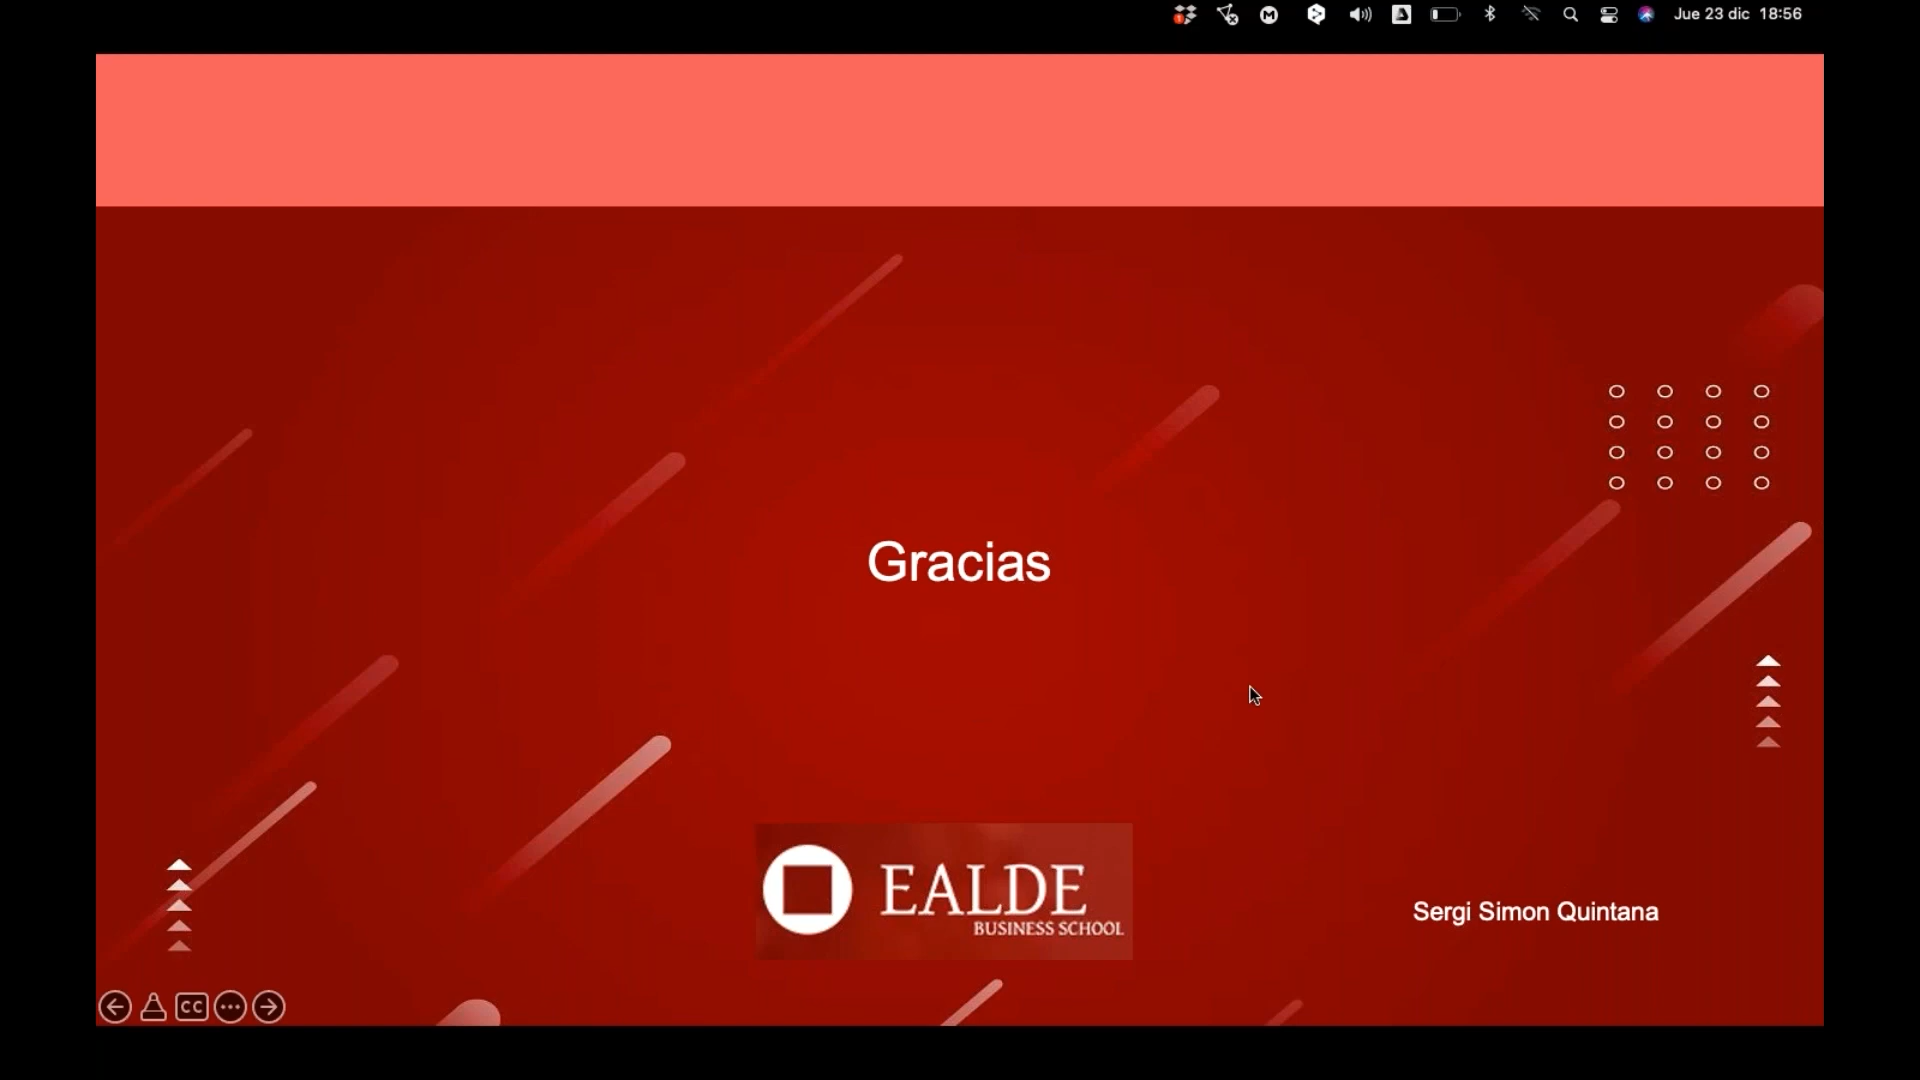 Jue 23 dic 18:56
Gracias
EALDE
BUSINESS SCHOOL
Sergi Simon Quintana
CC